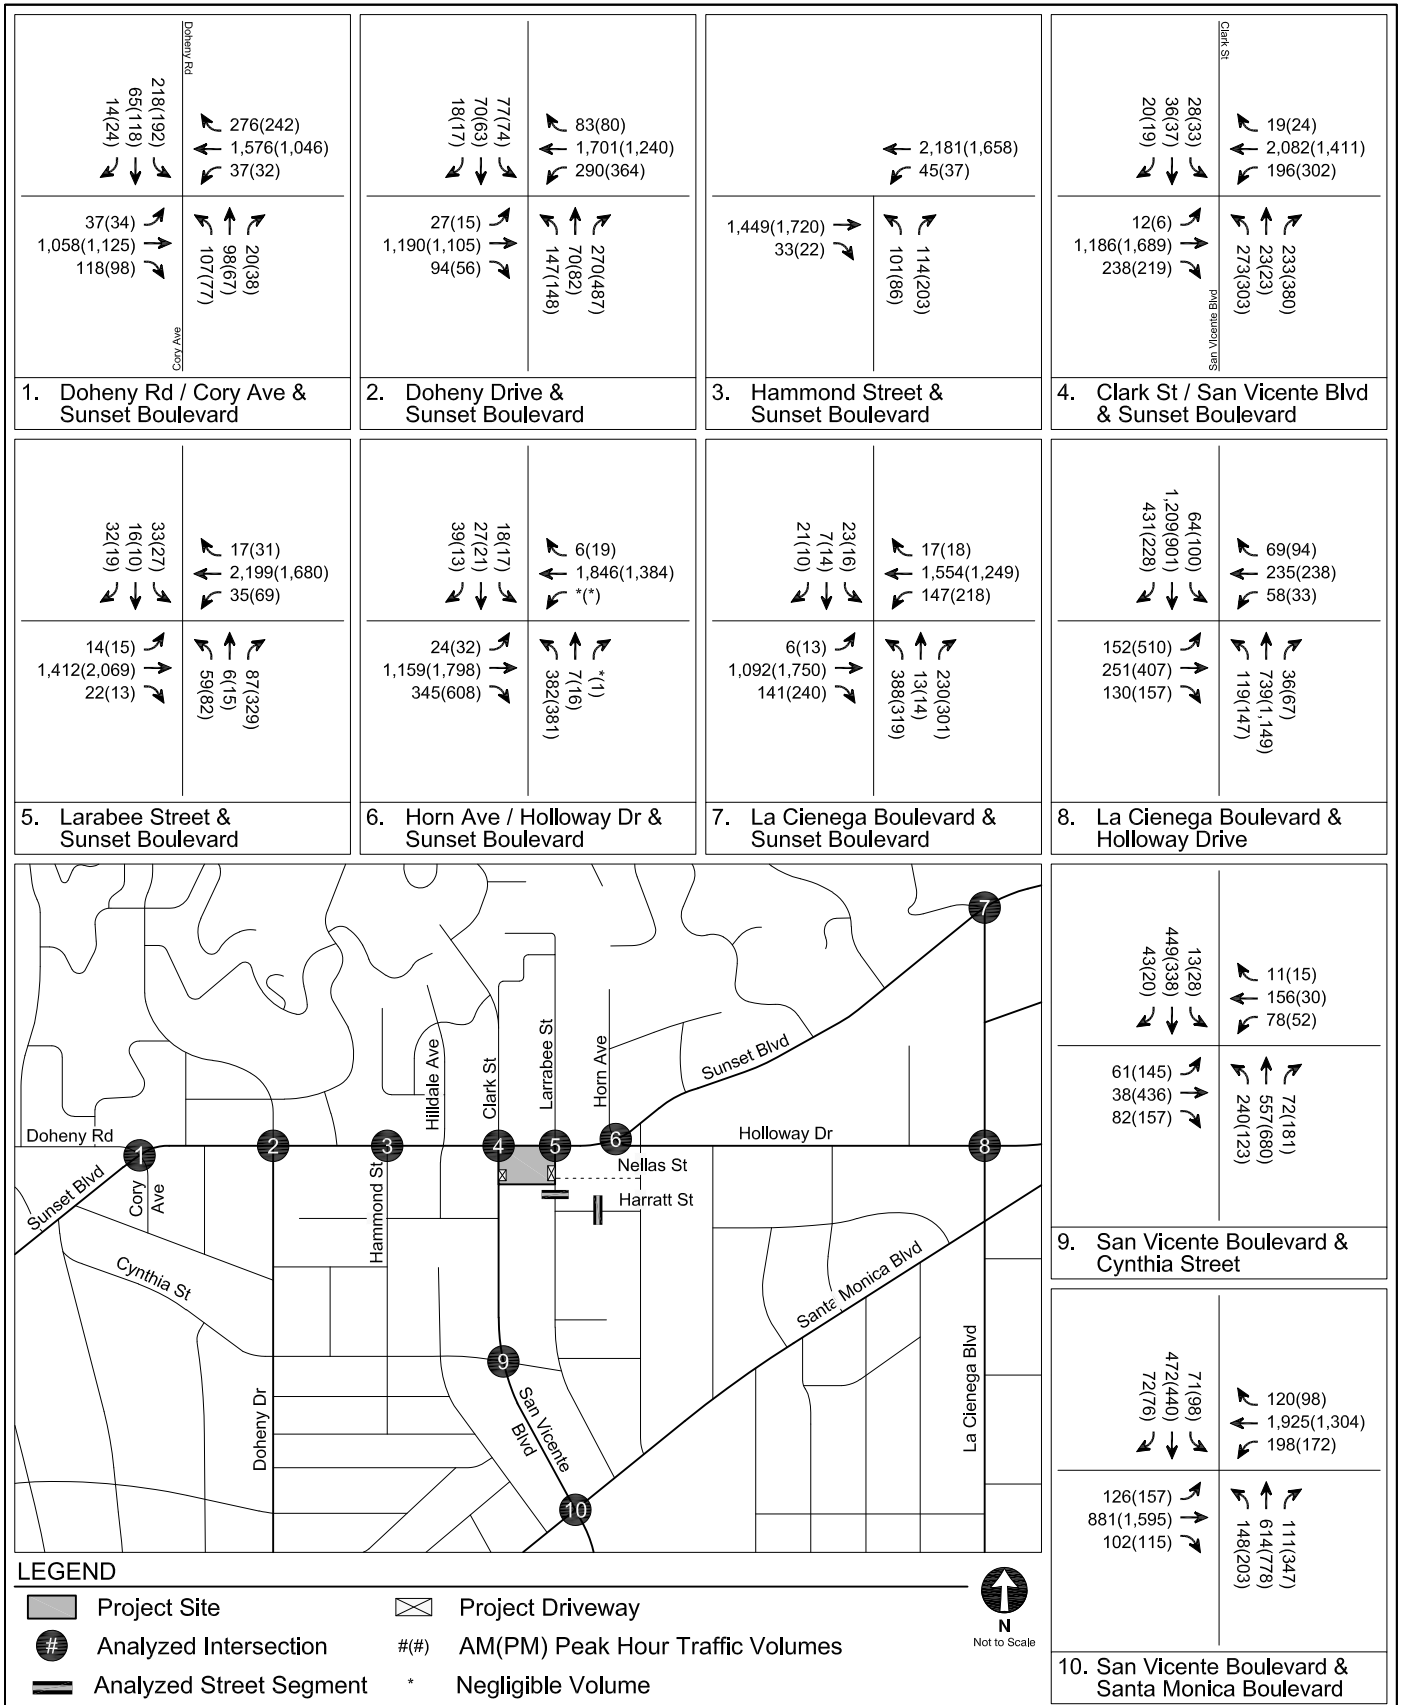 Doheny Rd
218(192)
65(118)
14(24)
276(242)
1,576(1,046)
37(32)
37(34)
1,058(1,125)
118(98)
107(77)
98(67)
20(38)
Cory Ave
1. Doheny Rd / Cory Ave &
Sunset Boulevard
77(74)
70(63)
18(17)
83(80)
1,701(1,240)
290(364)
27(15)
1,190(1,105)
94(56)
147(148)
70(82)
270(487)
2. Doheny Drive &
Sunset Boulevard
2,181(1,658)
45(37)
1,449(1,720)
33(22)
101(86)
114(203)
3. Hammond Street &
Sunset Boulevard
Clark St
28(33)
36(37)
20(19)
19(24)
2,082(1,411)
196(302)
12(6)
1,186(1,689)
238(219)
273(303)
23(23)
233(380)
San Vicente Blvd
4. Clark St / San Vicente Blvd
& Sunset Boulevard
33(27)
16(10)
32(19)
17(31)
2,199(1,680)
35(69)
14(15)
1,412(2,069)
22(13)
59(82)
6(15)
87(329)
5. Larabee Street &
Sunset Boulevard
18(17)
27(21)
39(13)
6(19)
1,846(1,384)
*(*)
24(32)
1,159(1,798)
345(608)
382(381)
7(16)
*(1)
6. Horn Ave / Holloway Dr &
Sunset Boulevard
23(16)
7(14)
21(10)
17(18)
1,554(1,249)
147(218)
6(13)
1,092(1,750)
141(240)
388(319)
13(14)
230(301)
7. La Cienega Boulevard &
Sunset Boulevard
64(100)
1,209(901)
431(228)
69(94)
235(238)
58(33)
152(510)
251(407)
130(157)
119(147)
739(1,149)
36(67)
8. La Cienega Boulevard &
Holloway Drive
13(28)
449(338)
43(20)
11(15)
156(30)
78(52)
61(145)
38(436)
82(157)
240(123)
557(680)
72(181)
9. San Vicente Boulevard &
Cynthia Street
71(98)
472(440)
72(76)
120(98)
1,925(1,304)
198(172)
126(157)
881(1,595)
102(115)
148(203)
614(778)
111(347)
10. San Vicente Boulevard &
Santa Monica Boulevard
7
Sunset Blvd
Hilldale Ave
Clark St
Larrabee St
Horn Ave
Doheny Rd
1
2
3
4
5
6
Holloway Dr
8
Nellas St
Harratt St
Sunset Blvd
Cory
Ave
Hammond St
Cynthia St
Santa Monica Blvd
9
Doheny Dr
San Vicente
Blvd
La Cienega Blvd
10
LEGEND
Project Site
Project Driveway
# Analyzed Intersection
#(#) AM(PM) Peak Hour Traffic Volumes
Analyzed Street Segment
* Negligible Volume
N
Not to Scale